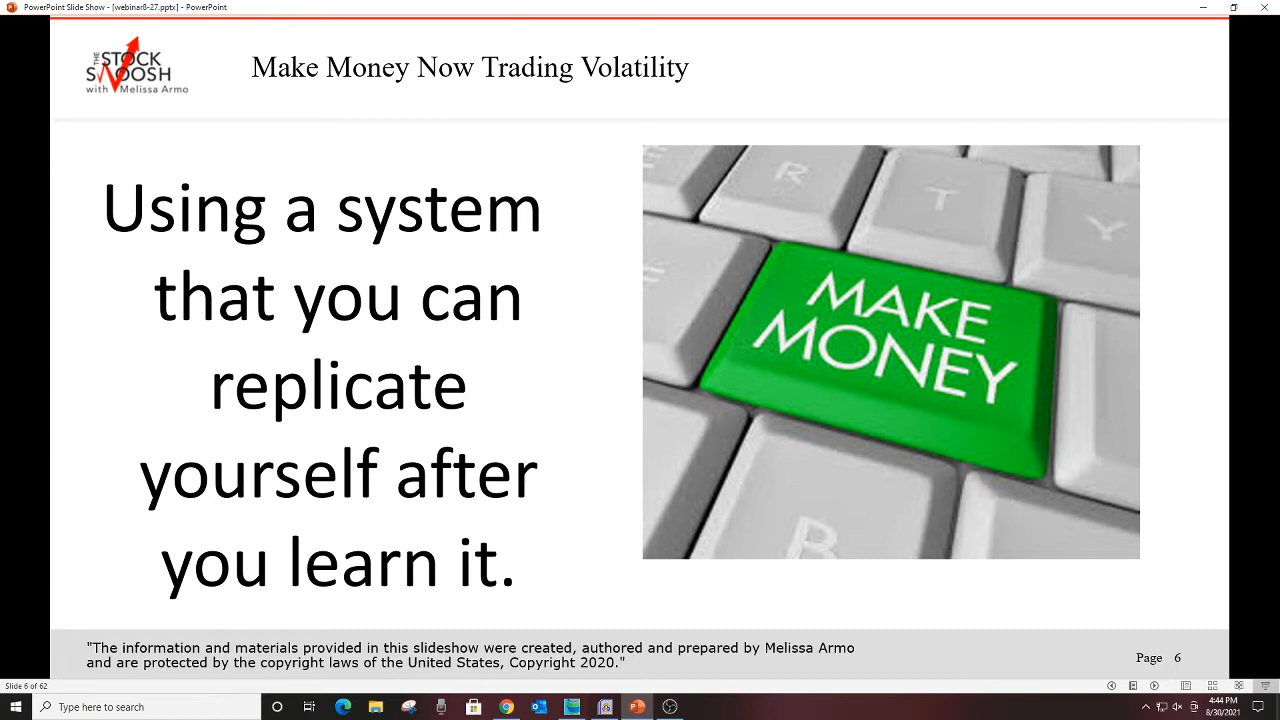 PowerPoint Slide Show - [webinar8-27.pptx] - PowerPoint
THE
STOCK
SWOOSH
with Melissa Armo
Make Money Now Trading Volatility
Using a system
that you can
replicate
yourself after
you learn it.
E R T Y
MAKE
MONEY
B
"The information and materials provided in this slideshow were created, authored and prepared by Melissa Armo
and are protected by the copyright laws of the United States, Copyright 2020."
Page 6
Slide 6 of 62
Type here to search
4:44 PM
8/30/2021